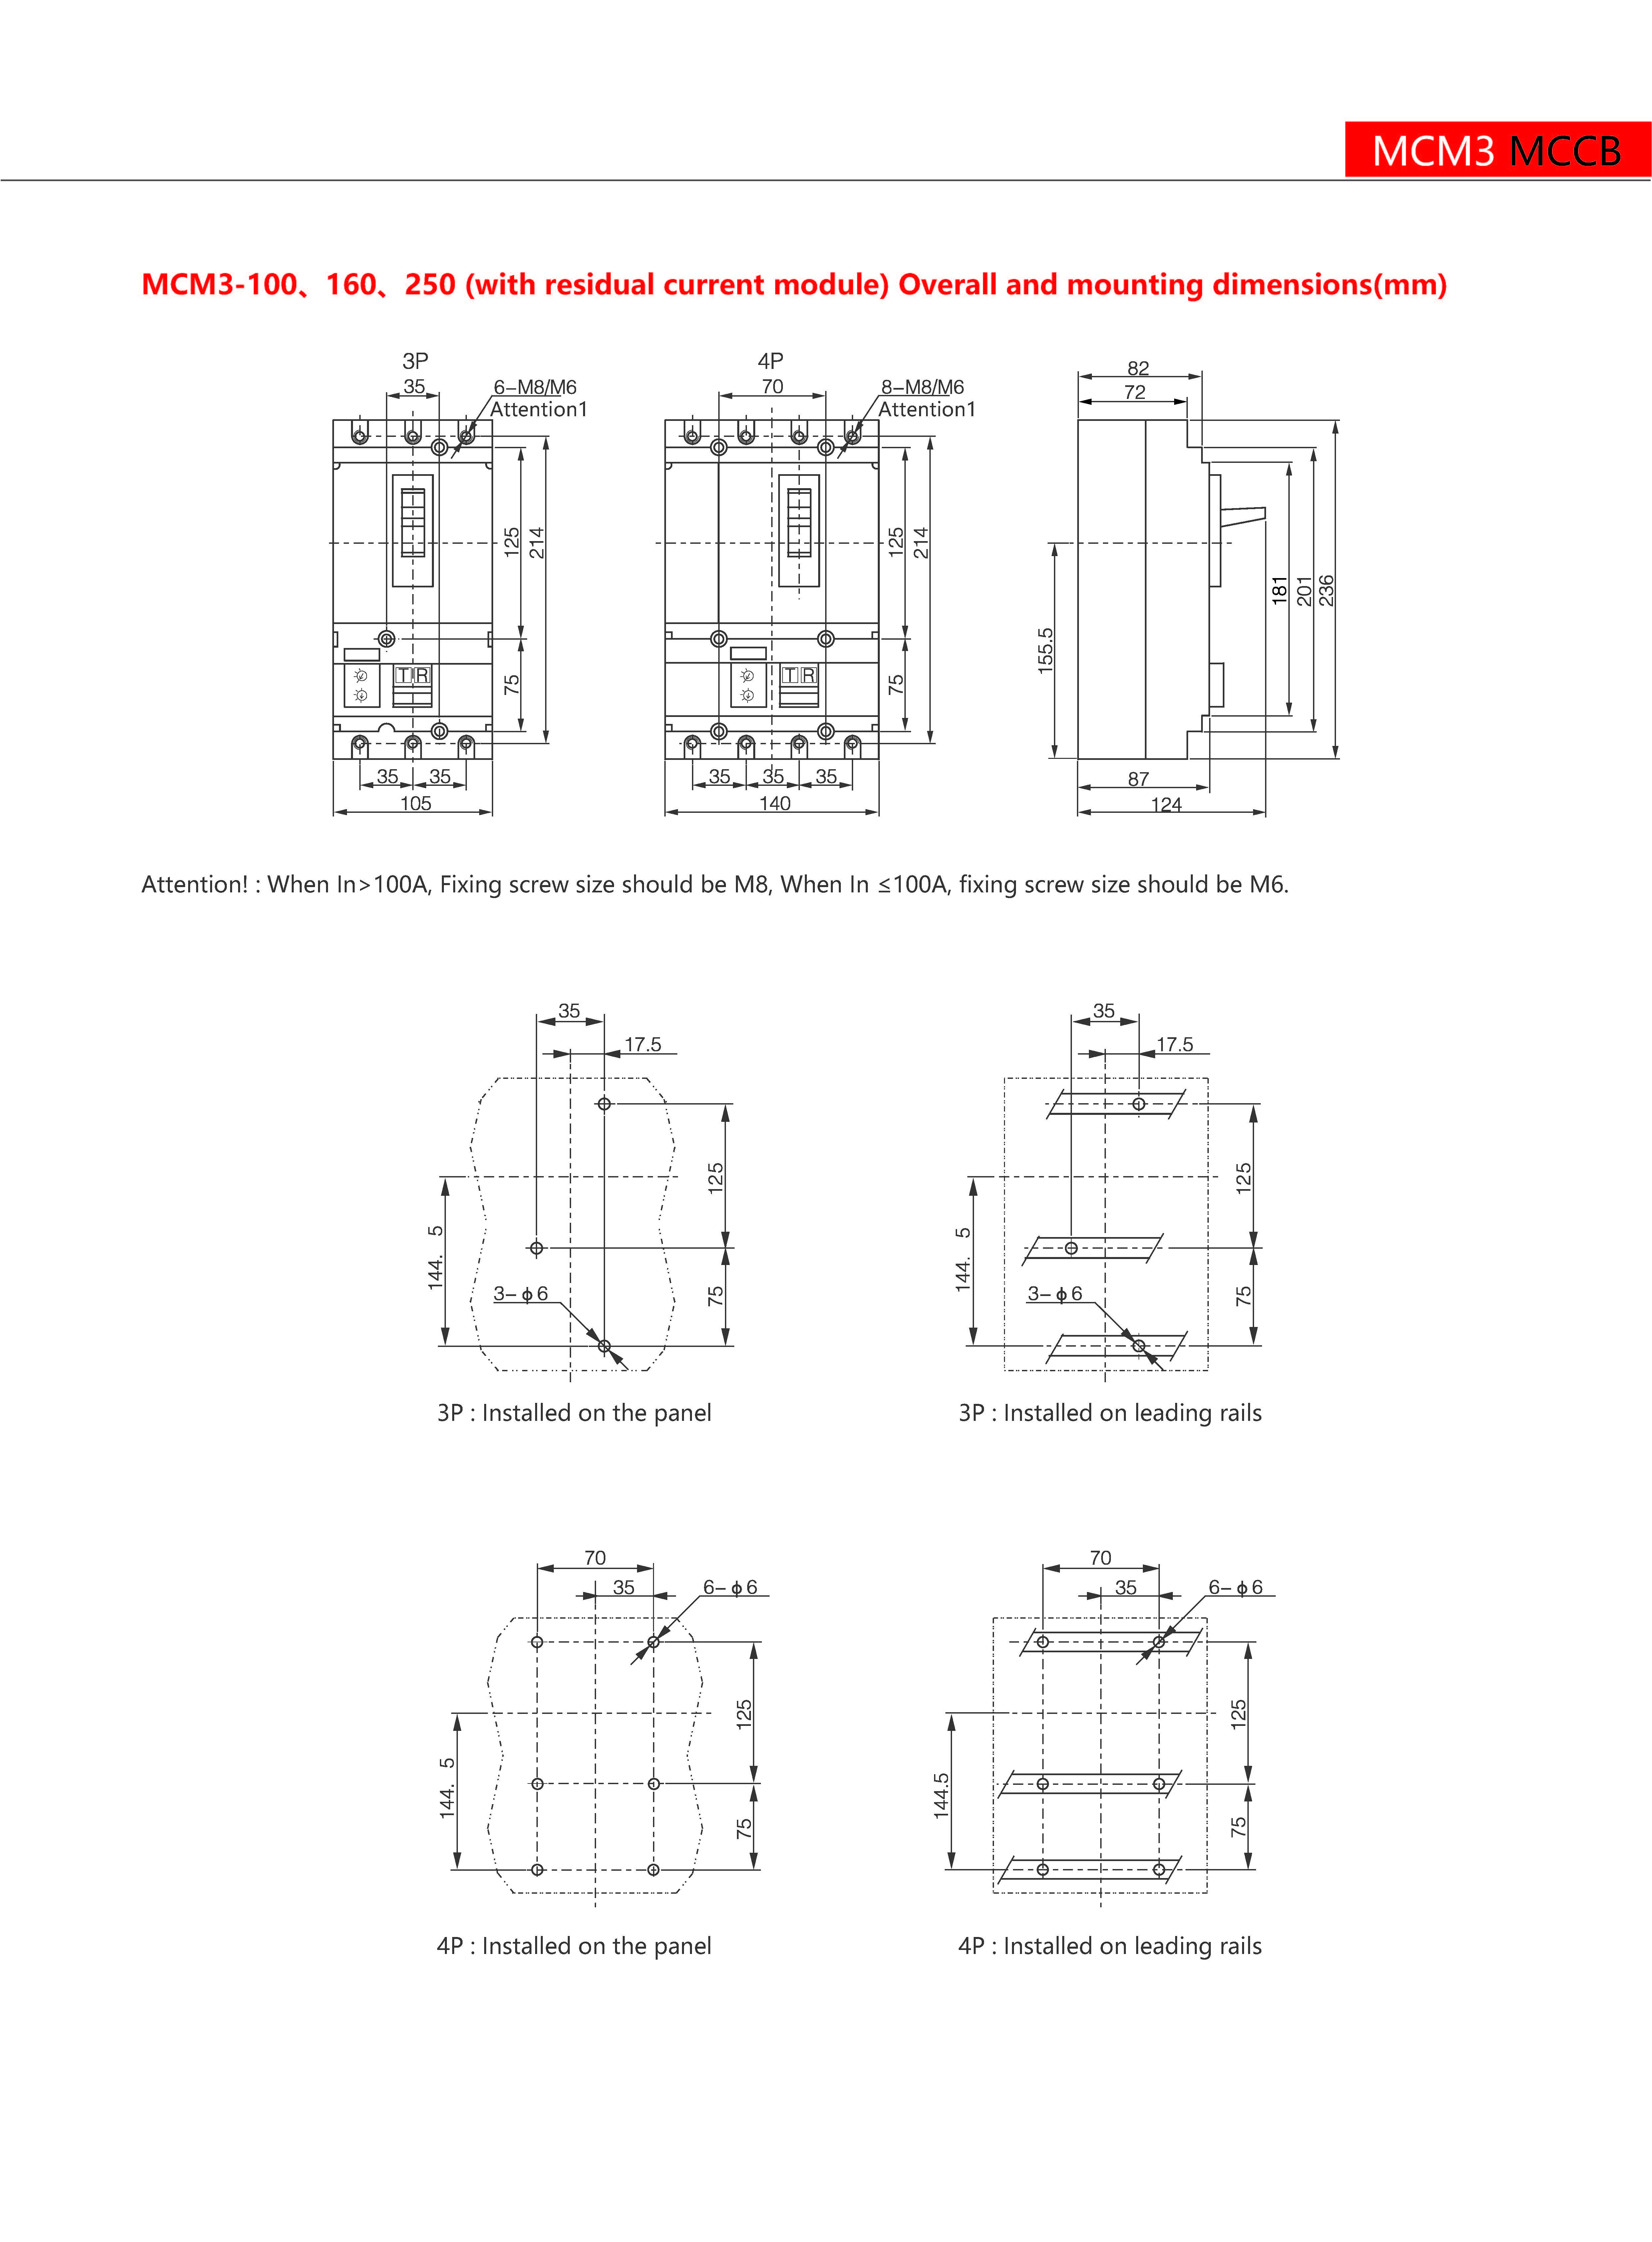 MCM3 MCCB
MCM3-100、160、250 (with residual current module) Overall and mounting dimensions(mm)
3P
35
6-M8/M6
Attention1
125
214
75
T R
35 35
105
4P
70
8-M8/M6
Attention1
125
214
75
T R
35 35 35
140
82
72
155.5
181
201
236
87
124
Attention! : When In>100A, Fixing screw size should be M8, When In ≤100A, fixing screw size should be M6.
35
17.5
125
144. 5
75
3-ϕ6
3P : Installed on the panel
35
17.5
125
144. 5
75
3-ϕ6
3P : Installed on leading rails
70
35
6-ϕ6
125
144. 5
75
4P : Installed on the panel
70
35
6-ϕ6
125
144.5
75
4P : Installed on leading rails